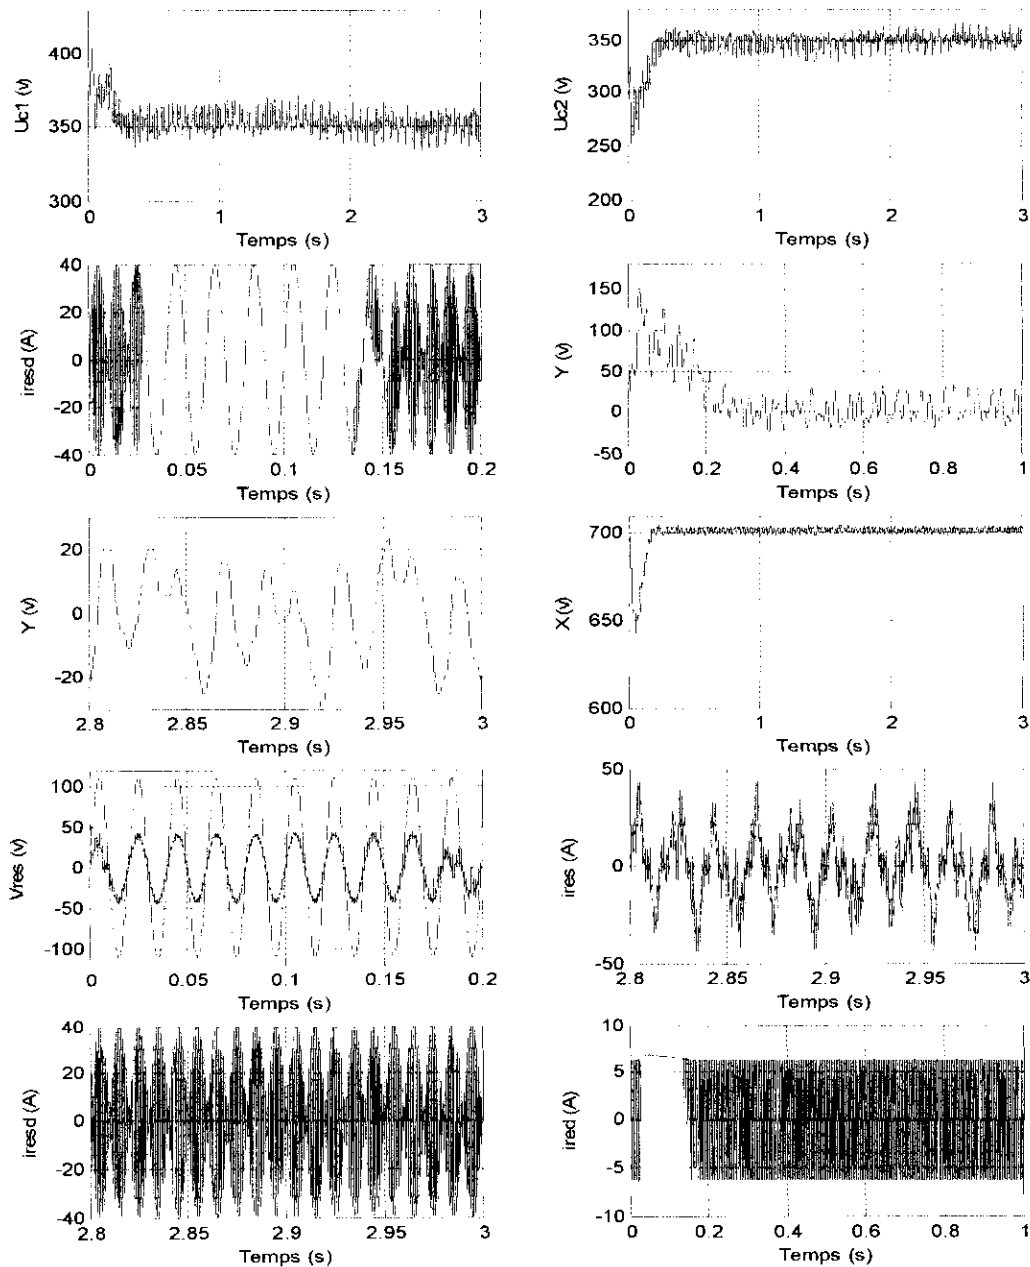 400
350
300
Uc1 (v)
0 1 2 3
Temps (s)
350
300
250
200
Uc2 (v)
0 1 2 3
Temps (s)
40
20
0
-20
-40
iresd (A)
0 0.05 0.1 0.15 0.2
Temps (s)
150
100
50
0
-50
Y (v)
0 0.2 0.4 0.6 0.8 1
Temps (s)
20
0
-20
Y (v)
2.8 2.85 2.9 2.95 3
Temps (s)
700
650
600
X (v)
0 1 2 3
Temps (s)
100
50
0
-50
-100
Vres (v)
0 0.05 0.1 0.15 0.2
Temps (s)
50
0
-50
ires (A)
2.8 2.85 2.9 2.95 3
Temps (s)
40
20
0
-20
-40
iresd (A)
2.8 2.85 2.9 2.95 3
Temps (s)
10
5
0
-5
-10
ired (A)
0 0.2 0.4 0.6 0.8 1
Temps (s)